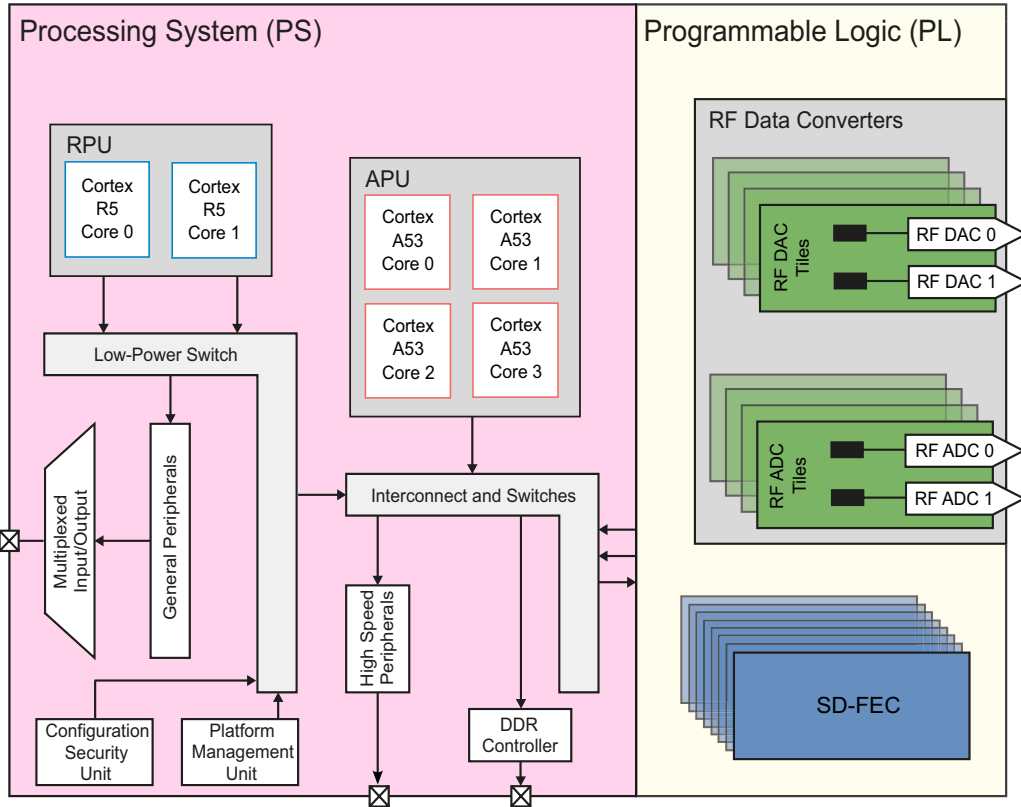 Processing System (PS)
Programmable Logic (PL)
RPU
Cortex
R5
Core 0
Cortex
R5
Core 1
APU
Cortex
A53
Core 0
Cortex
A53
Core 1
Cortex
A53
Core 2
Cortex
A53
Core 3
Low-Power Switch
Multiplexed
Input/Output
General Peripherals
Interconnect and Switches
High Speed
Peripherals
Configuration
Security
Unit
Platform
Management
Unit
DDR
Controller
RF Data Converters
RF DAC
Tiles
RF DAC 0
RF DAC 1
RF ADC
Tiles
RF ADC 0
RF ADC 1
SD-FEC